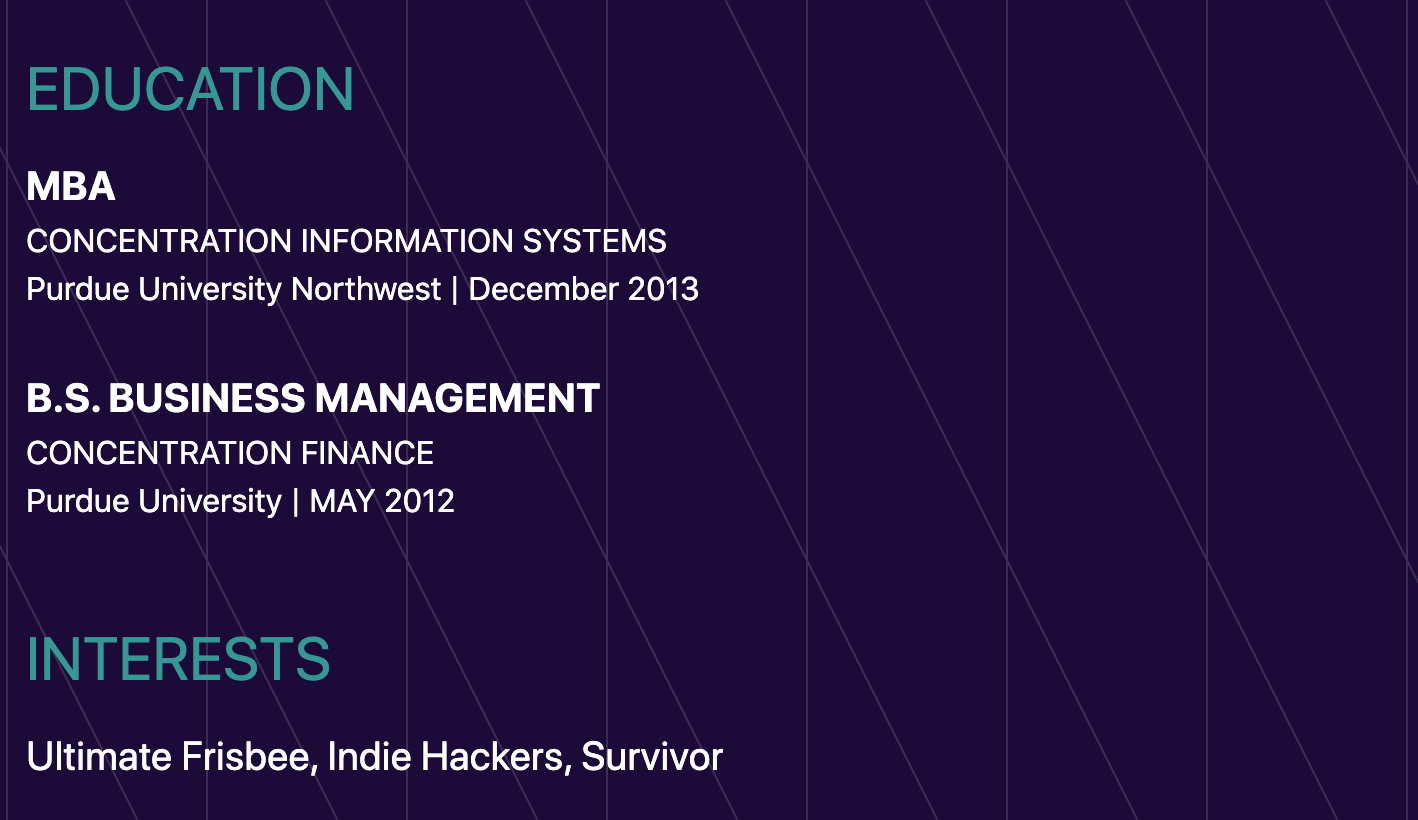 EDUCATION
MBA
CONCENTRATION INFORMATION SYSTEMS
Purdue University Northwest | December 2013
B.S. BUSINESS MANAGEMENT
CONCENTRATION FINANCE
Purdue University | MAY 2012
INTERESTS
Ultimate Frisbee, Indie Hackers, Survivor